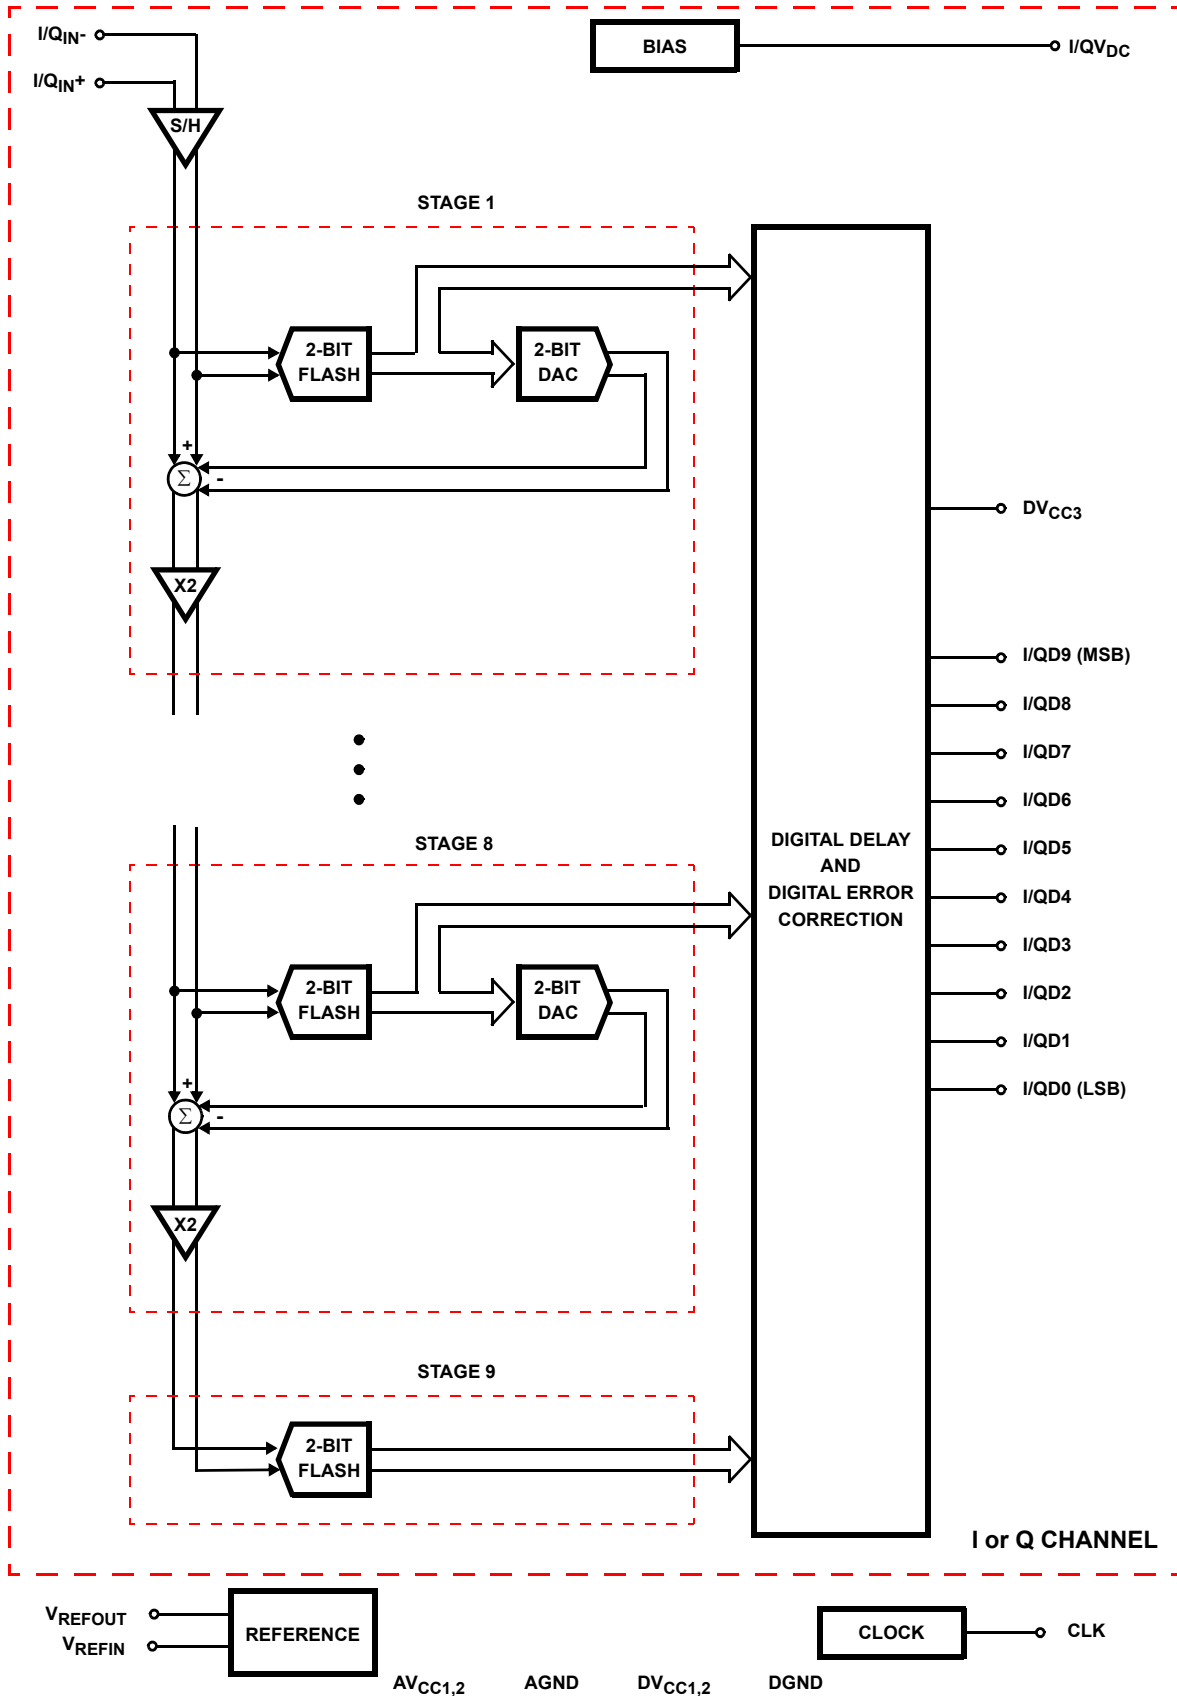 I/QIN-
I/QIN+
BIAS
I/QVDC
S/H
STAGE 1
2-BIT
FLASH
2-BIT
DAC
+
Σ
-
X2
DVCC3
I/QD9 (MSB)
I/QD8
I/QD7
I/QD6
I/QD5
I/QD4
I/QD3
I/QD2
I/QD1
I/QD0 (LSB)
DIGITAL DELAY
AND
DIGITAL ERROR
CORRECTION
STAGE 8
2-BIT
FLASH
2-BIT
DAC
+
Σ
-
X2
STAGE 9
2-BIT
FLASH
I or Q CHANNEL
VREFOUT
VREFIN
REFERENCE
CLOCK
CLK
AVCC1,2
AGND
DVCC1,2
DGND